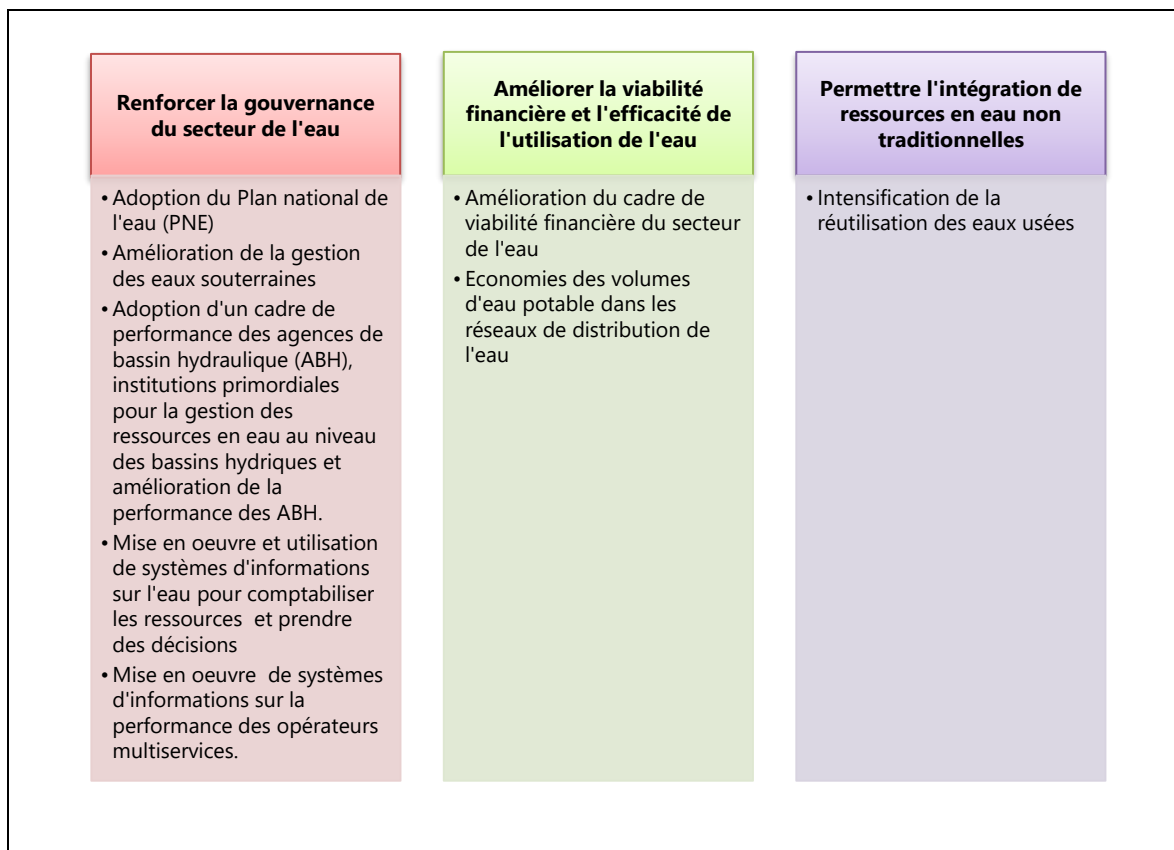 Renforcer la gouvernance
du secteur de l'eau
• Adoption du Plan national de
l'eau (PNE)
• Amélioration de la gestion
des eaux souterraines
• Adoption d'un cadre de
performance des agences de
bassin hydraulique (ABH),
institutions primordiales
pour la gestion des
ressources en eau au niveau
des bassins hydriques et
amélioration de la
performance des ABH.
• Mise en oeuvre et utilisation
de systèmes d'informations
sur l'eau pour comptabiliser
les ressources et prendre
des décisions
• Mise en oeuvre de systèmes
d'informations sur la
performance des opérateurs
multiservices.
Améliorer la viabilité
financière et l'efficacité de
l'utilisation de l'eau
• Amélioration du cadre de
viabilité financière du secteur
de l'eau
• Economies des volumes
d'eau potable dans les
réseaux de distribution de
l'eau
Permettre l'intégration de
ressources en eau non
traditionnelles
• Intensification de la
réutilisation des eaux usées